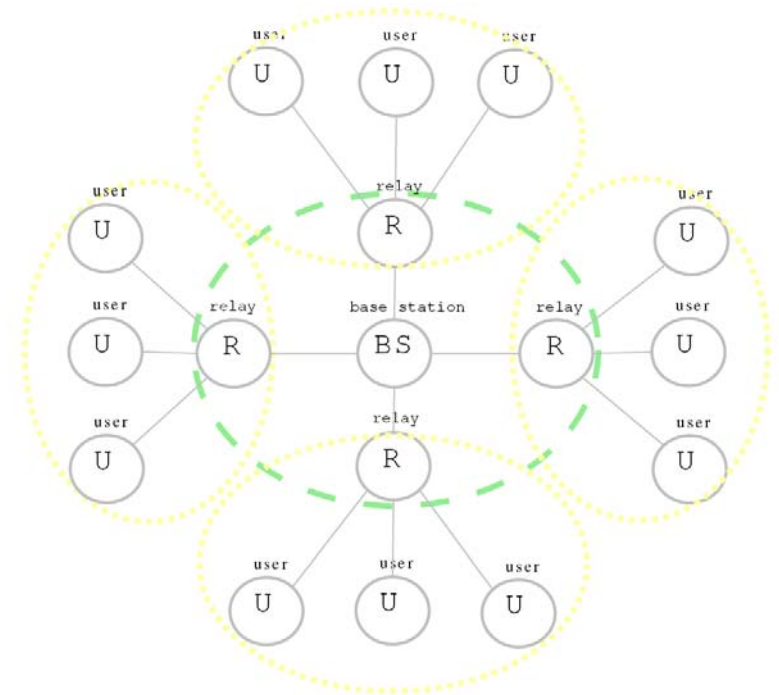 user user user
U U U
relay
R
user user
U U
relay base station relay
user user
U R BS R U
relay
user user
R
U U
user user user
U U U